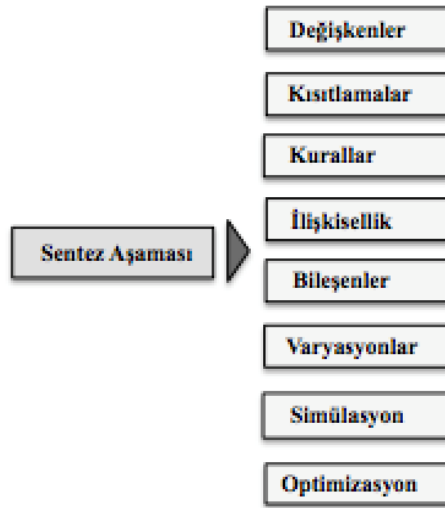 Değişkenler
Kısıtlamalar
Kurallar
İlişkisellik
Sentez Aşaması
Bileşenler
Varyasyonlar
Simülasyon
Optimizasyon